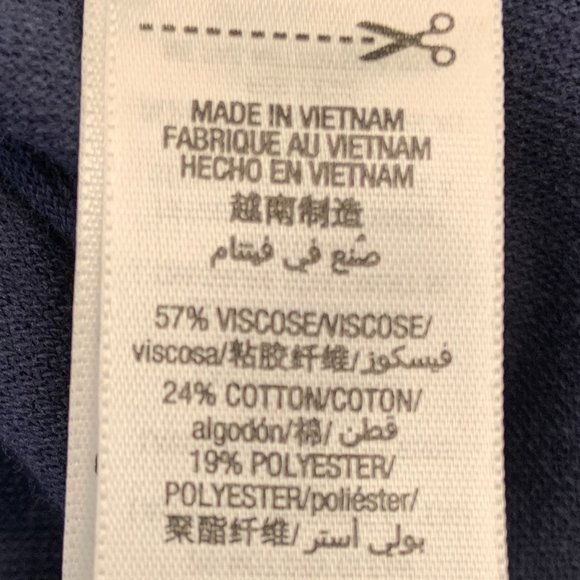 MADE IN VIETNAM
FABRIQUE AU VIETNAM
HECHO EN VIETNAM
越南制造
صُنع في فيتنام
57% VISCOSE/VISCOSE/
viscosa/粘胶纤维/فيسكوز/
24% COTTON/COTON/
algodón/棉/قطن/
19% POLYESTER/
POLYESTER/poliéster/
聚酯纤维/بولي أستر/